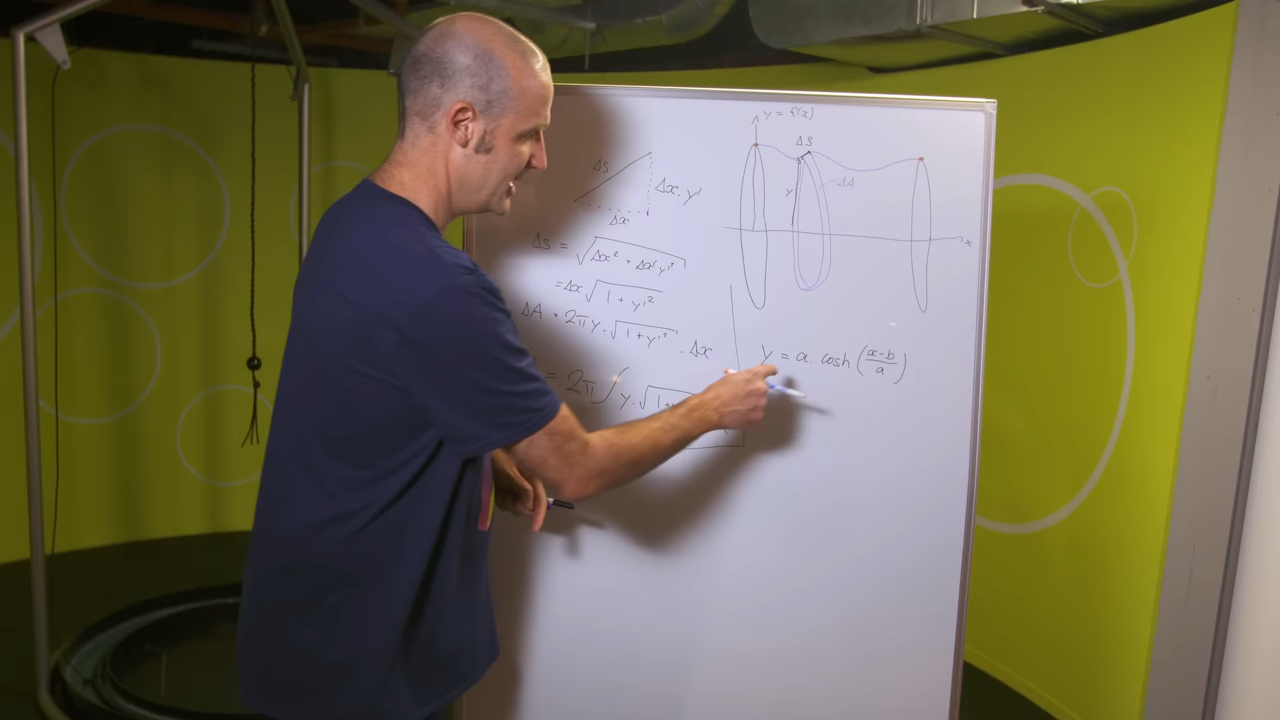 Δs
Δx.y'
Δx
Δs = √Δx² + Δx²y'²
= Δx √1 + y'²
ΔA = 2πy.√1 + y'² . Δx
= 2π ∫ y.√1+
y = f(x)
Δs
y
ΔA
x
y = a. cosh (x-b/a)